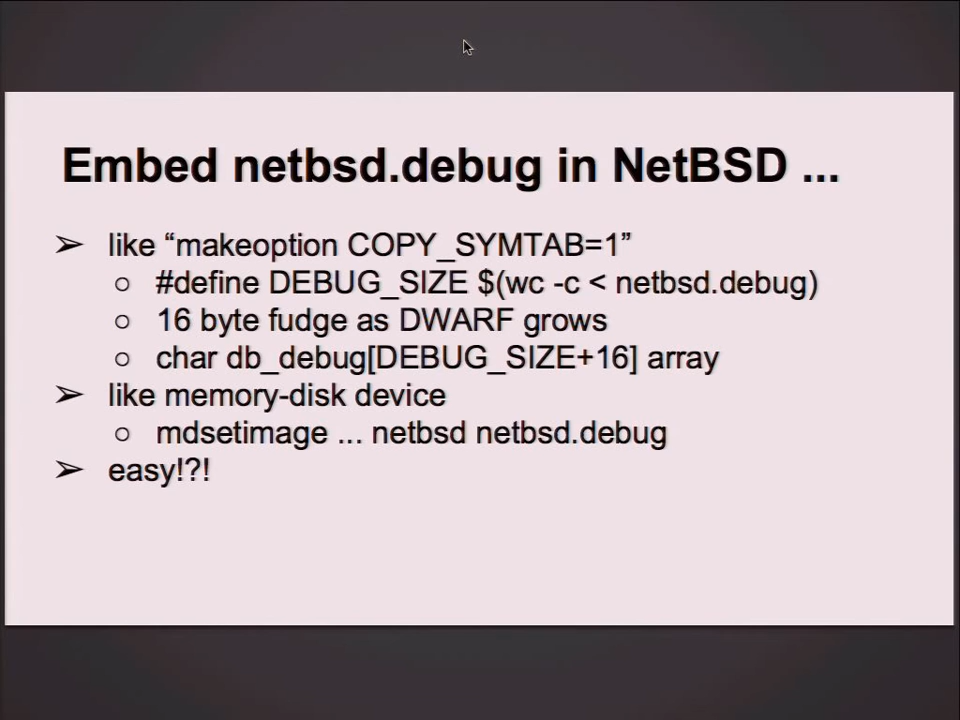 Embed netbsd.debug in NetBSD ...
➢ like “makeoption COPY_SYMTAB=1”
○ #define DEBUG_SIZE $(wc -c < netbsd.debug)
○ 16 byte fudge as DWARF grows
○ char db_debug[DEBUG_SIZE+16] array
➢ like memory-disk device
○ mdsetimage ... netbsd netbsd.debug
➢ easy!?!